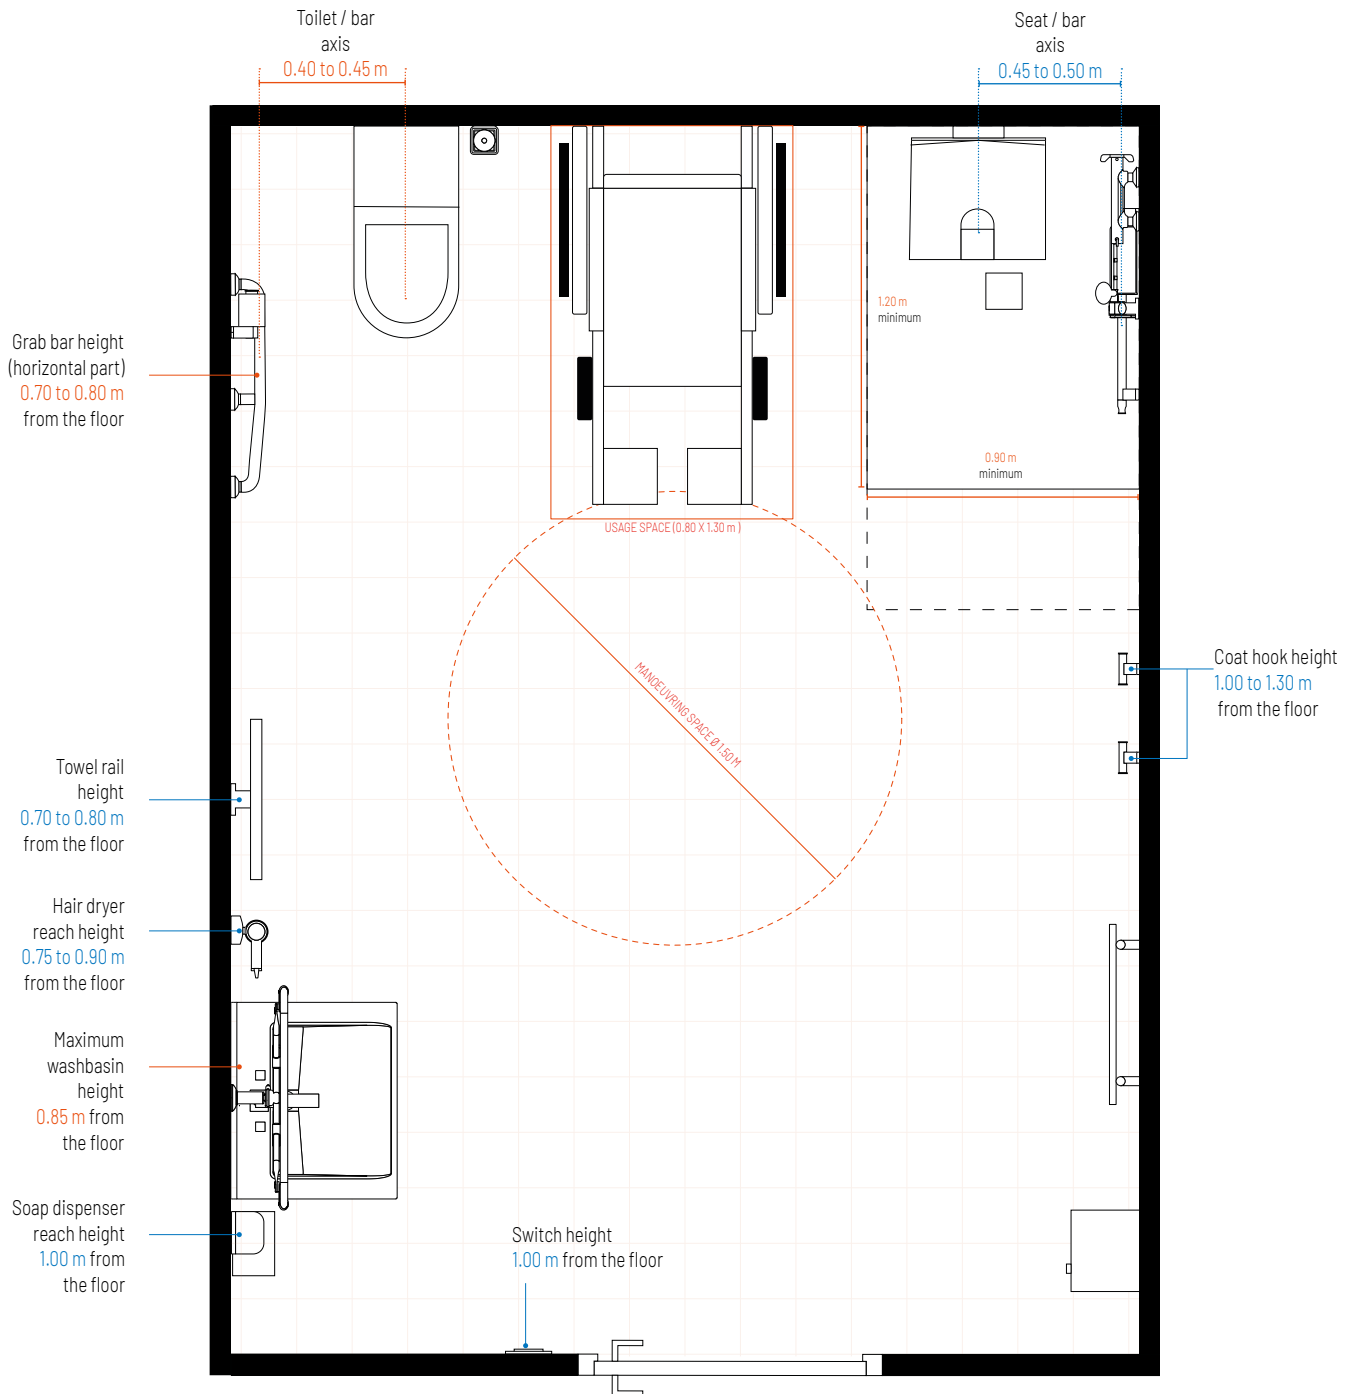 Toilet / bar
axis
0.40 to 0.45 m
Seat / bar
axis
0.45 to 0.50 m
1.20 m
minimum
Grab bar height
(horizontal part)
0.70 to 0.80 m
from the floor
0.90 m
minimum
USAGE SPACE (0.80 X 1.30 m )
MANOEUVRING SPACE Ø 1.50 M
Coat hook height
1.00 to 1.30 m
from the floor
Towel rail
height
0.70 to 0.80 m
from the floor
Hair dryer
reach height
0.75 to 0.90 m
from the floor
Maximum
washbasin
height
0.85 m from
the floor
Soap dispenser
reach height
1.00 m from
the floor
Switch height
1.00 m from the floor